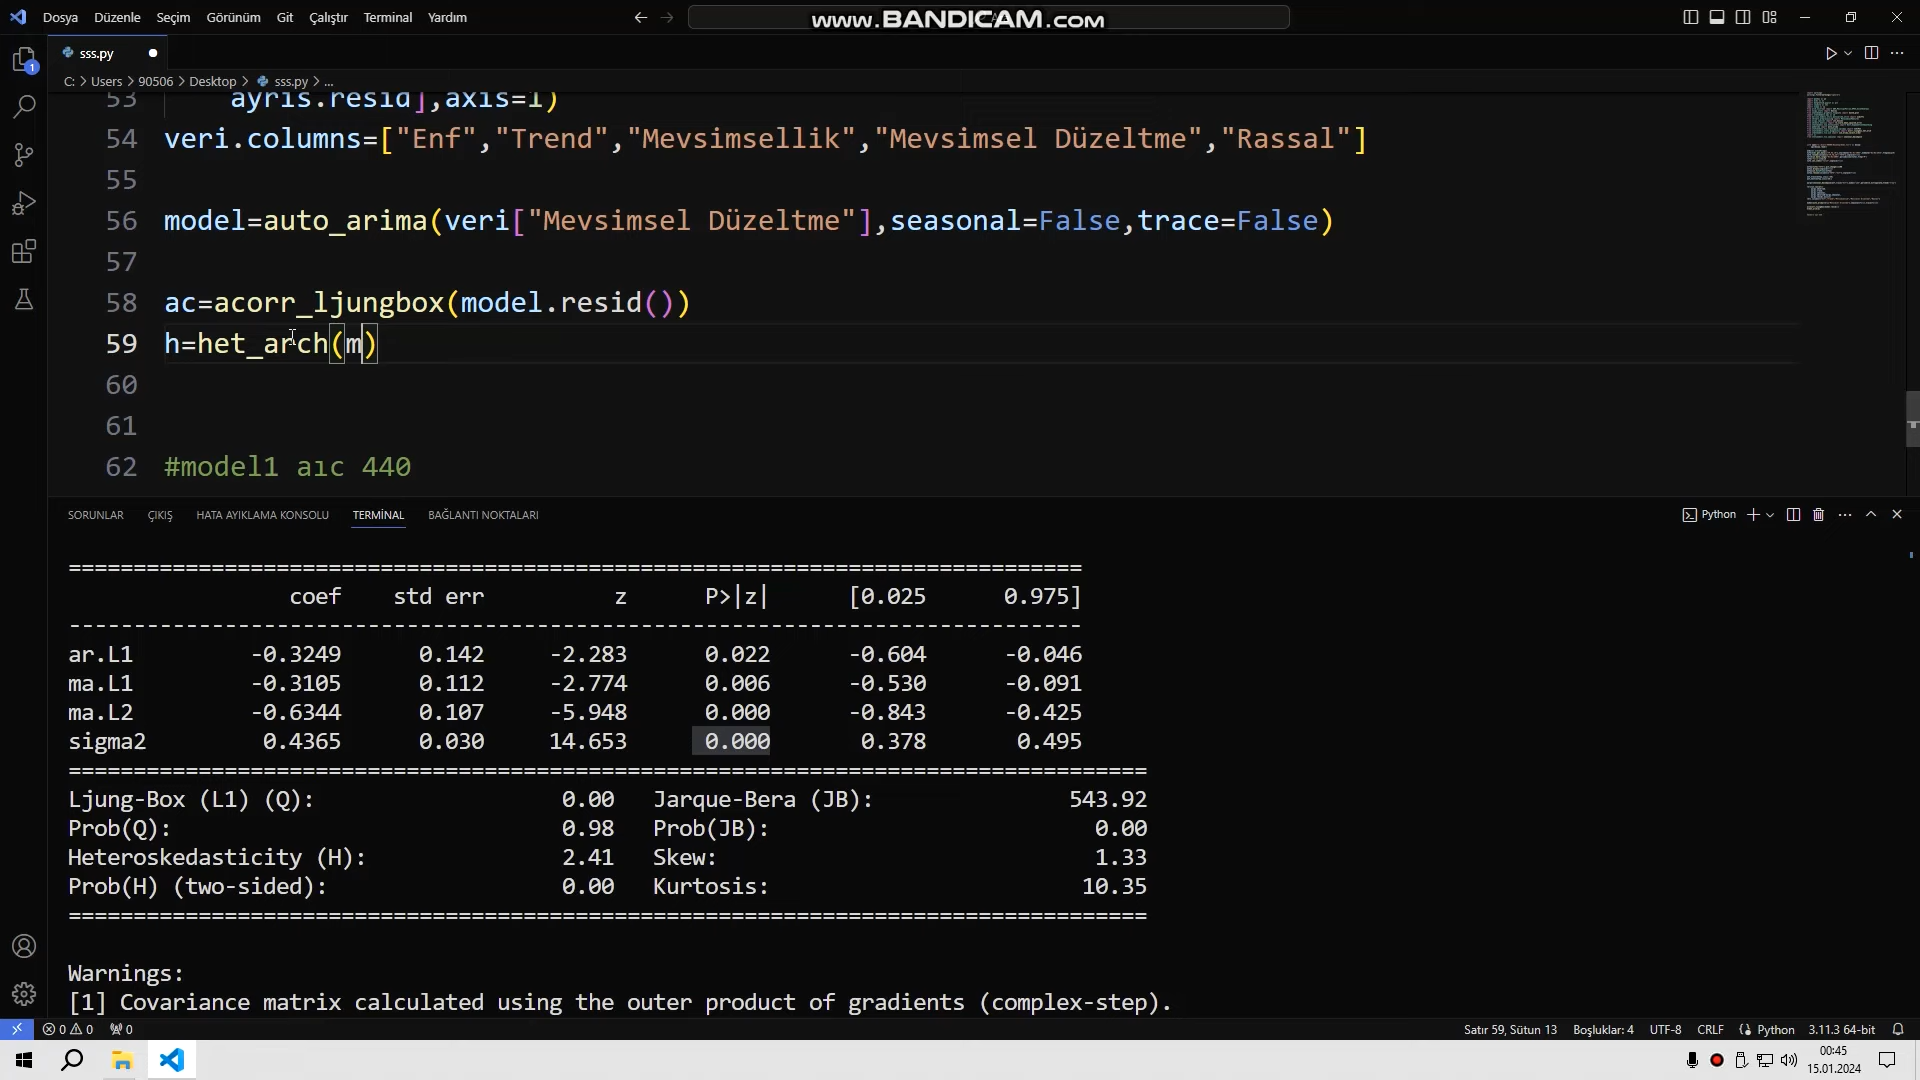 Dosya Düzenle Seçim Görünüm Git Çalıştır Terminal Yardım
www.BANDICAM.com
sss.py
1
C: > Users > 90506 > Desktop > sss.py > ...
53 ayris.resid],axis=1)
54 veri.columns=["Enf","Trend","Mevsimsellik","Mevsimsel Düzeltme","Rassal"]
55
56 model=auto_arima(veri["Mevsimsel Düzeltme"],seasonal=False,trace=False)
57
58 ac=acorr_ljungbox(model.resid())
59 h=het_arch(m)
60
61
62 #model1 aıc 440
SORUNLAR ÇIKIŞ HATA AYIKLAMA KONSOLU TERMİNAL BAĞLANTI NOKTALARI
Python
==============================================================================
coef std err z P>|z| [0.025 0.975]
------------------------------------------------------------------------------
ar.L1 -0.3249 0.142 -2.283 0.022 -0.604 -0.046
ma.L1 -0.3105 0.112 -2.774 0.006 -0.530 -0.091
ma.L2 -0.6344 0.107 -5.948 0.000 -0.843 -0.425
sigma2 0.4365 0.030 14.653 0.000 0.378 0.495
===================================================================================
Ljung-Box (L1) (Q): 0.00 Jarque-Bera (JB): 543.92
Prob(Q): 0.98 Prob(JB): 0.00
Heteroskedasticity (H): 2.41 Skew: 1.33
Prob(H) (two-sided): 0.00 Kurtosis: 10.35
===================================================================================
Warnings:
[1] Covariance matrix calculated using the outer product of gradients (complex-step).
0 0 0
Satır 59, Sütun 13 Boşluklar: 4 UTF-8 CRLF Python 3.11.3 64-bit
00:45
15.01.2024